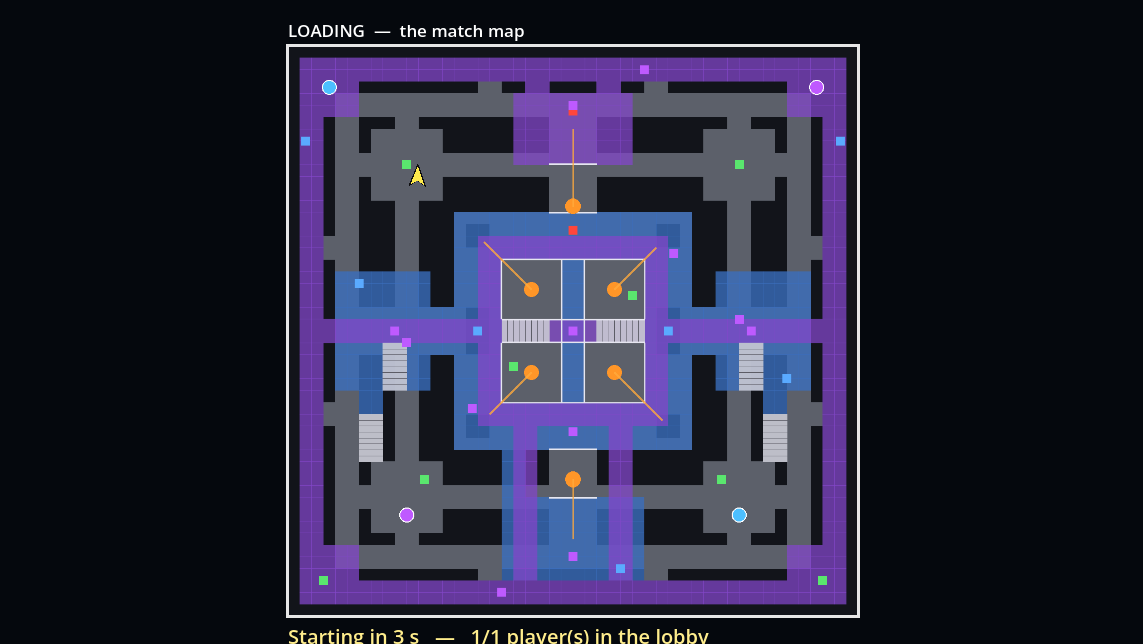 LOADING — the match map
Starting in 3 s — 1/1 player(s) in the lobby